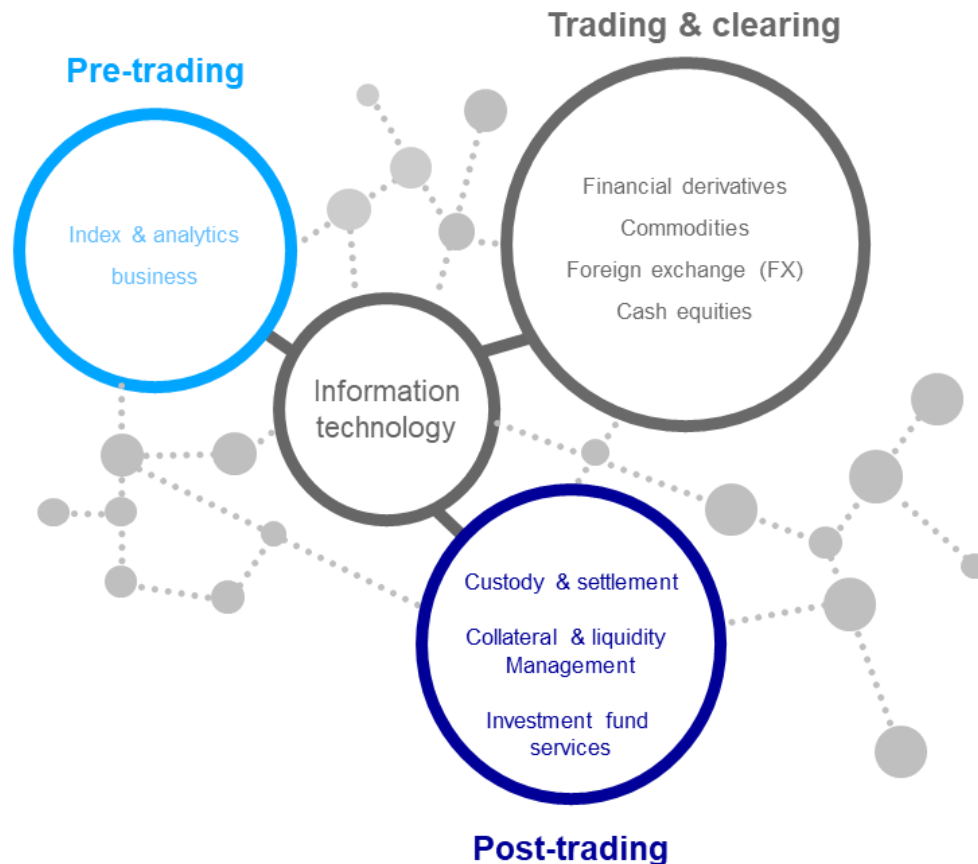 Trading & clearing
Pre-trading
Financial derivatives
Commodities
Foreign exchange (FX)
Cash equities
Index & analytics
business
Information
technology
Custody & settlement
Collateral & liquidity
Management
Investment fund
services
Post-trading